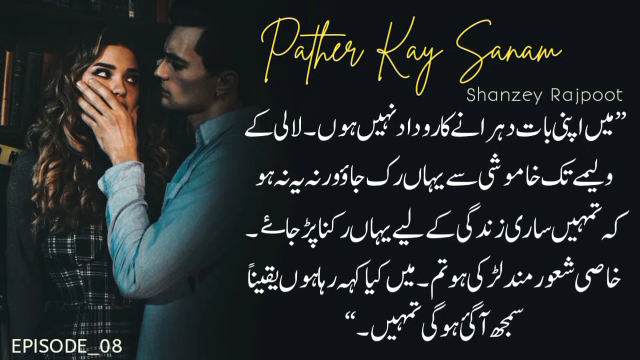 Pather Kay Sanam
Shanzey Rajpoot
”میں اپنی بات دہرانے کا روادار نہیں ہوں۔ لالی کے
ولیمے تک خاموشی سے یہاں رک جاؤ ورنہ یہ نہ ہو
کہ تمہیں ساری زندگی کے لیے یہاں رکنا پڑ جائے۔
خاصی شعور مند لڑکی ہو تم۔ میں کیا کہہ رہا ہوں یقیناً
سمجھ آ گئی ہو گی تمہیں۔“
EPISODE_08